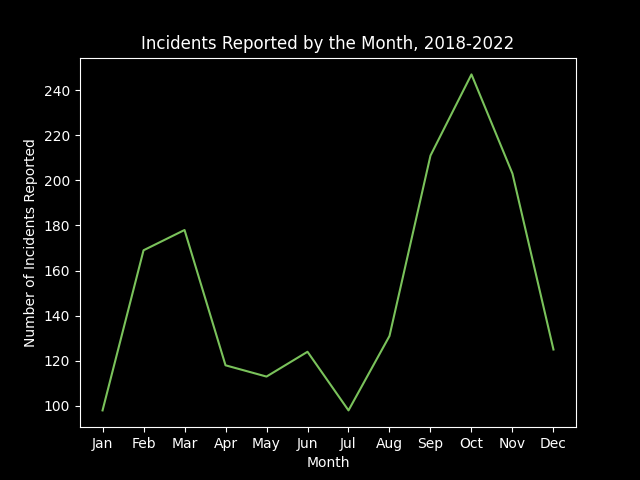 Incidents Reported by the Month, 2018-2022
Number of Incidents Reported
240
220
200
180
160
140
120
100
Jan Feb Mar Apr May Jun Jul Aug Sep Oct Nov Dec
Month